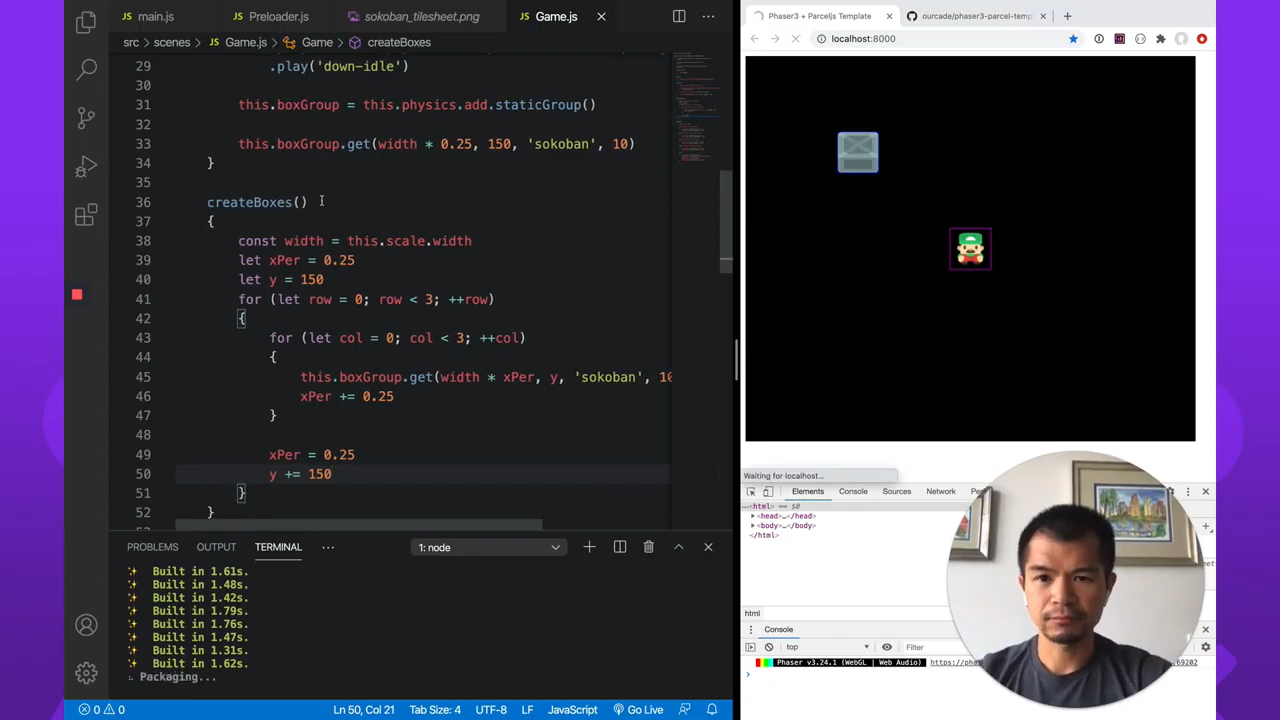 main.js
Preloader.js
sokoban_tilesheet.png
Game.js
src > scenes > Game.js > Game > createBoxes
29 .play('down-idle')
30
31 this.boxGroup = this.physics.add.staticGroup()
32
33 this.boxGroup.get(width * 0.25, 150, 'sokoban', 10)
34 }
35
36 createBoxes()
37 {
38 const width = this.scale.width
39 let xPer = 0.25
40 let y = 150
41 for (let row = 0; row < 3; ++row)
42 {
43 for (let col = 0; col < 3; ++col)
44 {
45 this.boxGroup.get(width * xPer, y, 'sokoban', 10
46 xPer += 0.25
47 }
48
49 xPer = 0.25
50 y += 150
51 }
52 }
PROBLEMS OUTPUT TERMINAL ... 1: node
Built in 1.61s.
Built in 1.48s.
Built in 1.42s.
Built in 1.79s.
Built in 1.76s.
Built in 1.47s.
Built in 1.31s.
Built in 1.62s.
Packaging...
0 0 Ln 50, Col 21 Tab Size: 4 UTF-8 LF JavaScript Go Live
Phaser3 + Parceljs Template
ourcade/phaser3-parcel-temp
localhost:8000
Waiting for localhost...
Elements Console Sources Network
<html> == $0
<head>…</head>
<body>…</body>
</html>
html
Console
top Filter
Phaser v3.24.1 (WebGL | Web Audio) https://pha
69202